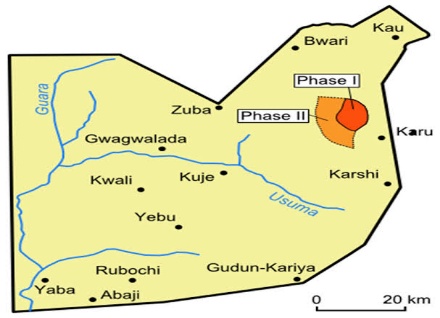 Kau
Bwari
Phase I
Guara
Zuba
Phase II
Karu
Gwagwalada
Kwali
Kuje
Karshi
Usuma
Yebu
Rubochi
Gudun-Kariya
Yaba
Abaji
0 20 km